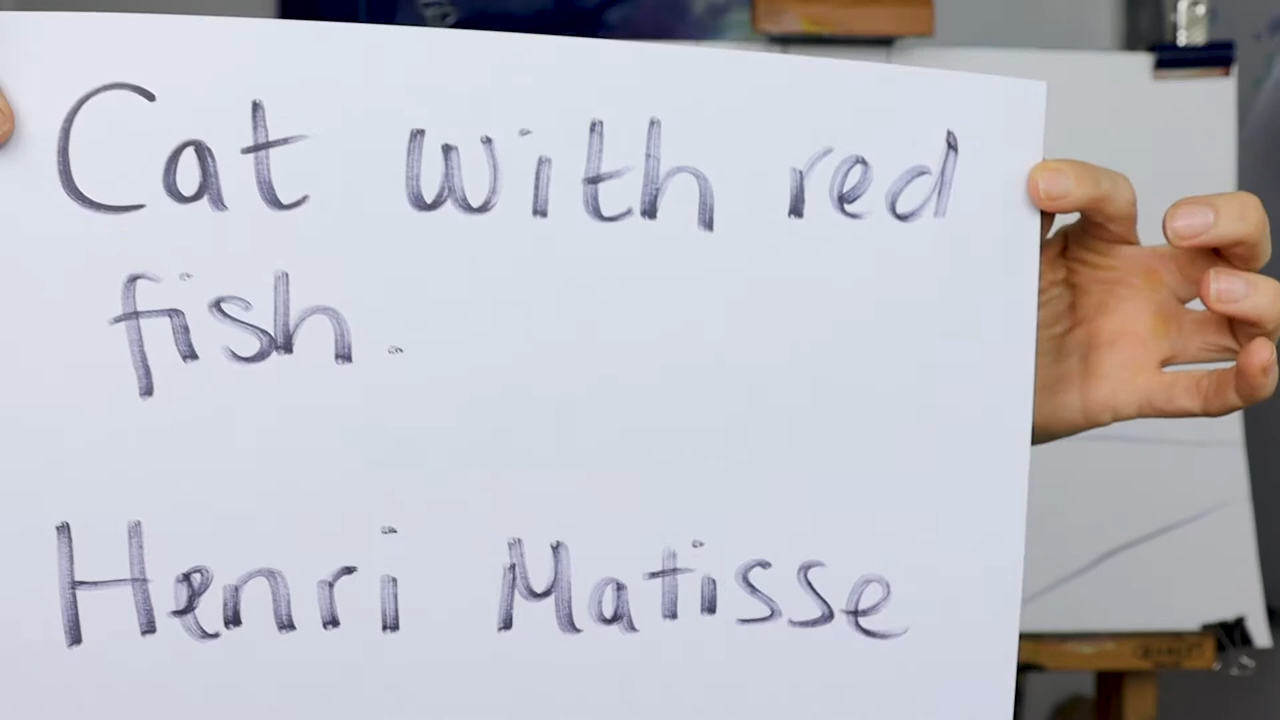 Cat with red
fish.
Henri Matisse